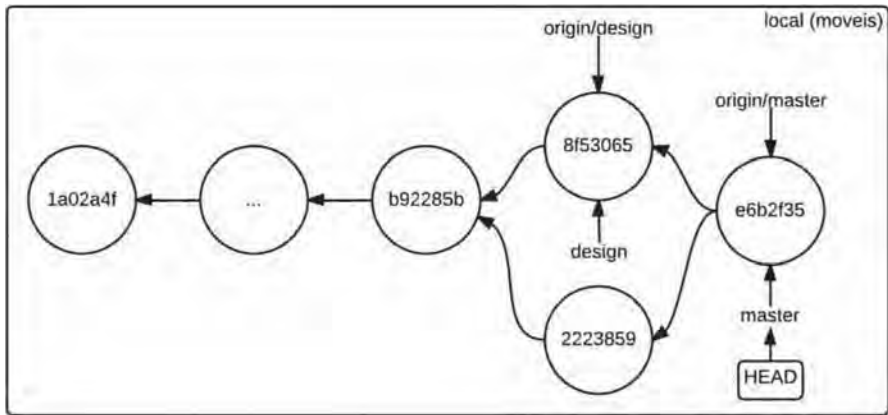 local (moveis)
origin/design
origin/master
8f53065
1a02a4f
...
b92285b
e6b2f35
design
master
2223859
HEAD